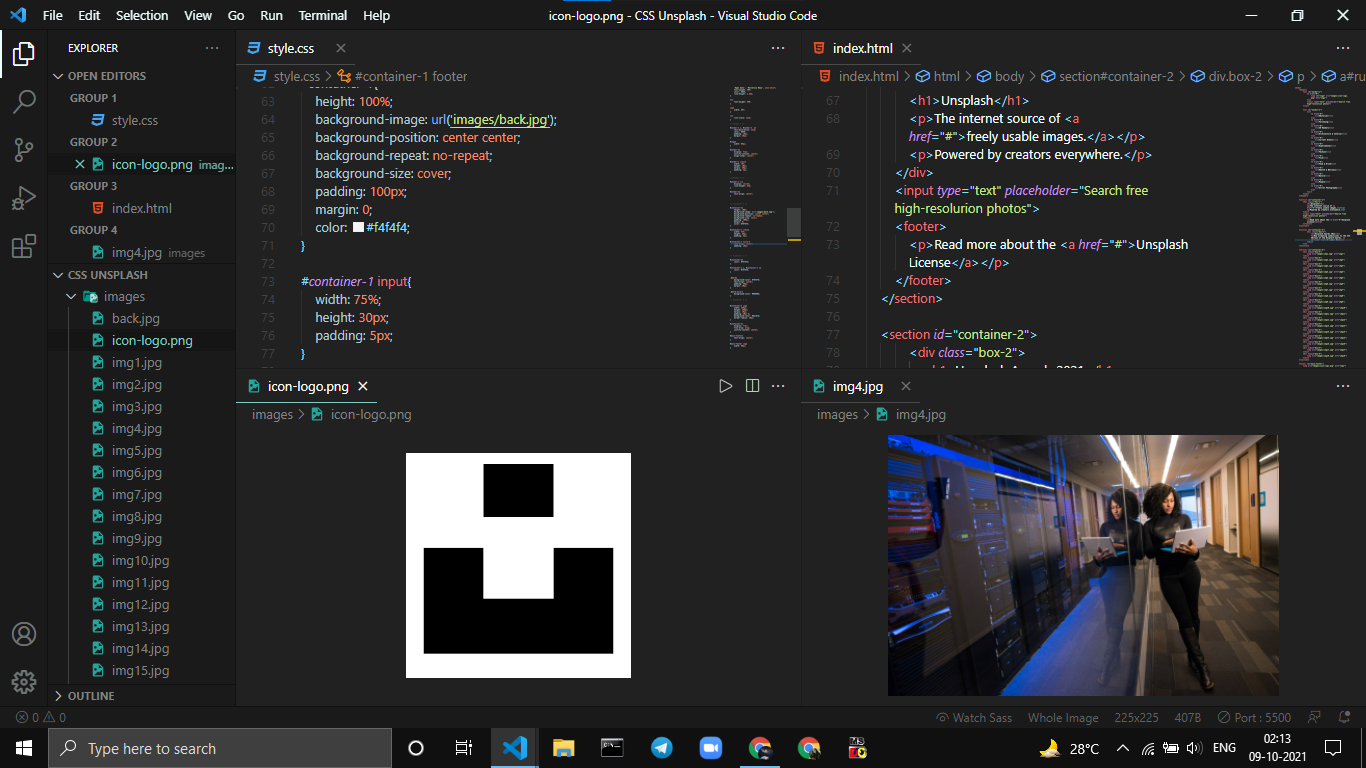 File Edit Selection View Go Run Terminal Help
icon-logo.png - CSS Unsplash - Visual Studio Code
EXPLORER
OPEN EDITORS
GROUP 1
style.css
GROUP 2
icon-logo.png imag...
GROUP 3
index.html
GROUP 4
img4.jpg images
CSS UNSPLASH
images
back.jpg
icon-logo.png
img1.jpg
img2.jpg
img3.jpg
img4.jpg
img5.jpg
img6.jpg
img7.jpg
img8.jpg
img9.jpg
img10.jpg
img11.jpg
img12.jpg
img13.jpg
img14.jpg
img15.jpg
OUTLINE
style.css
style.css > #container-1 footer
63 height: 100%;
64 background-image: url('images/back.jpg');
65 background-position: center center;
66 background-repeat: no-repeat;
67 background-size: cover;
68 padding: 100px;
69 margin: 0;
70 color: #f4f4f4;
71 }
72
73 #container-1 input{
74 width: 75%;
75 height: 30px;
76 padding: 5px;
77 }
index.html
index.html > html > body > section#container-2 > div.box-2 > p > a#ru
67 <h1>Unsplash</h1>
68 <p>The internet source of <a
href="#">freely usable images.</a></p>
69 <p>Powered by creators everywhere.</p>
70 </div>
71 <input type="text" placeholder="Search free
high-resolurion photos">
72 <footer>
73 <p>Read more about the <a href="#">Unsplash
License</a></p>
74 </footer>
75 </section>
76
77 <section id="container-2">
78 <div class="box-2">
icon-logo.png
images > icon-logo.png
img4.jpg
images > img4.jpg
0 0
Watch Sass Whole Image 225x225 407B Port : 5500
Type here to search
28°C ENG
02:13
09-10-2021